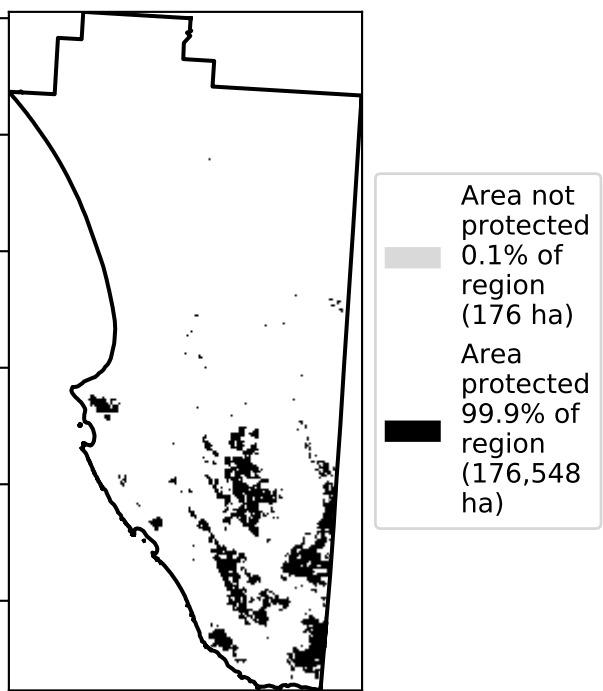 Area not
protected
0.1% of
region
(176 ha)
Area
protected
99.9% of
region
(176,548
ha)